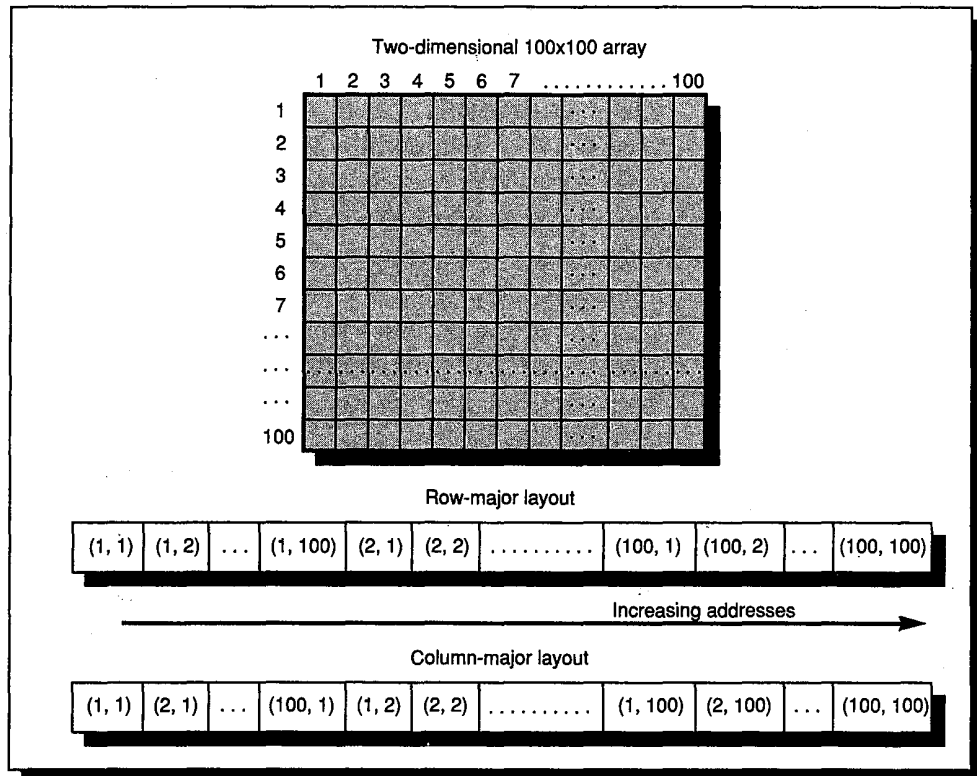 Two-dimensional 100x100 array
1 2 3 4 5 6 7 . . . . . . . . . . . . . 100
1 . . .
2 . . .
3 . . .
4 . . .
5 . . .
6 . . .
7 . . .
. . . . . .
. . . . . . . . . . . . . . . . . . . . . . . . . . . . . . . . . . . . . . . . . .
. . . . . .
100 . . .
Row-major layout
(1, 1) (1, 2) . . . (1, 100) (2, 1) (2, 2) . . . . . . . . . . (100, 1) (100, 2) . . . (100, 100)
Increasing addresses
Column-major layout
(1, 1) (2, 1) . . . (100, 1) (1, 2) (2, 2) . . . . . . . . . . (1, 100) (2, 100) . . . (100, 100)